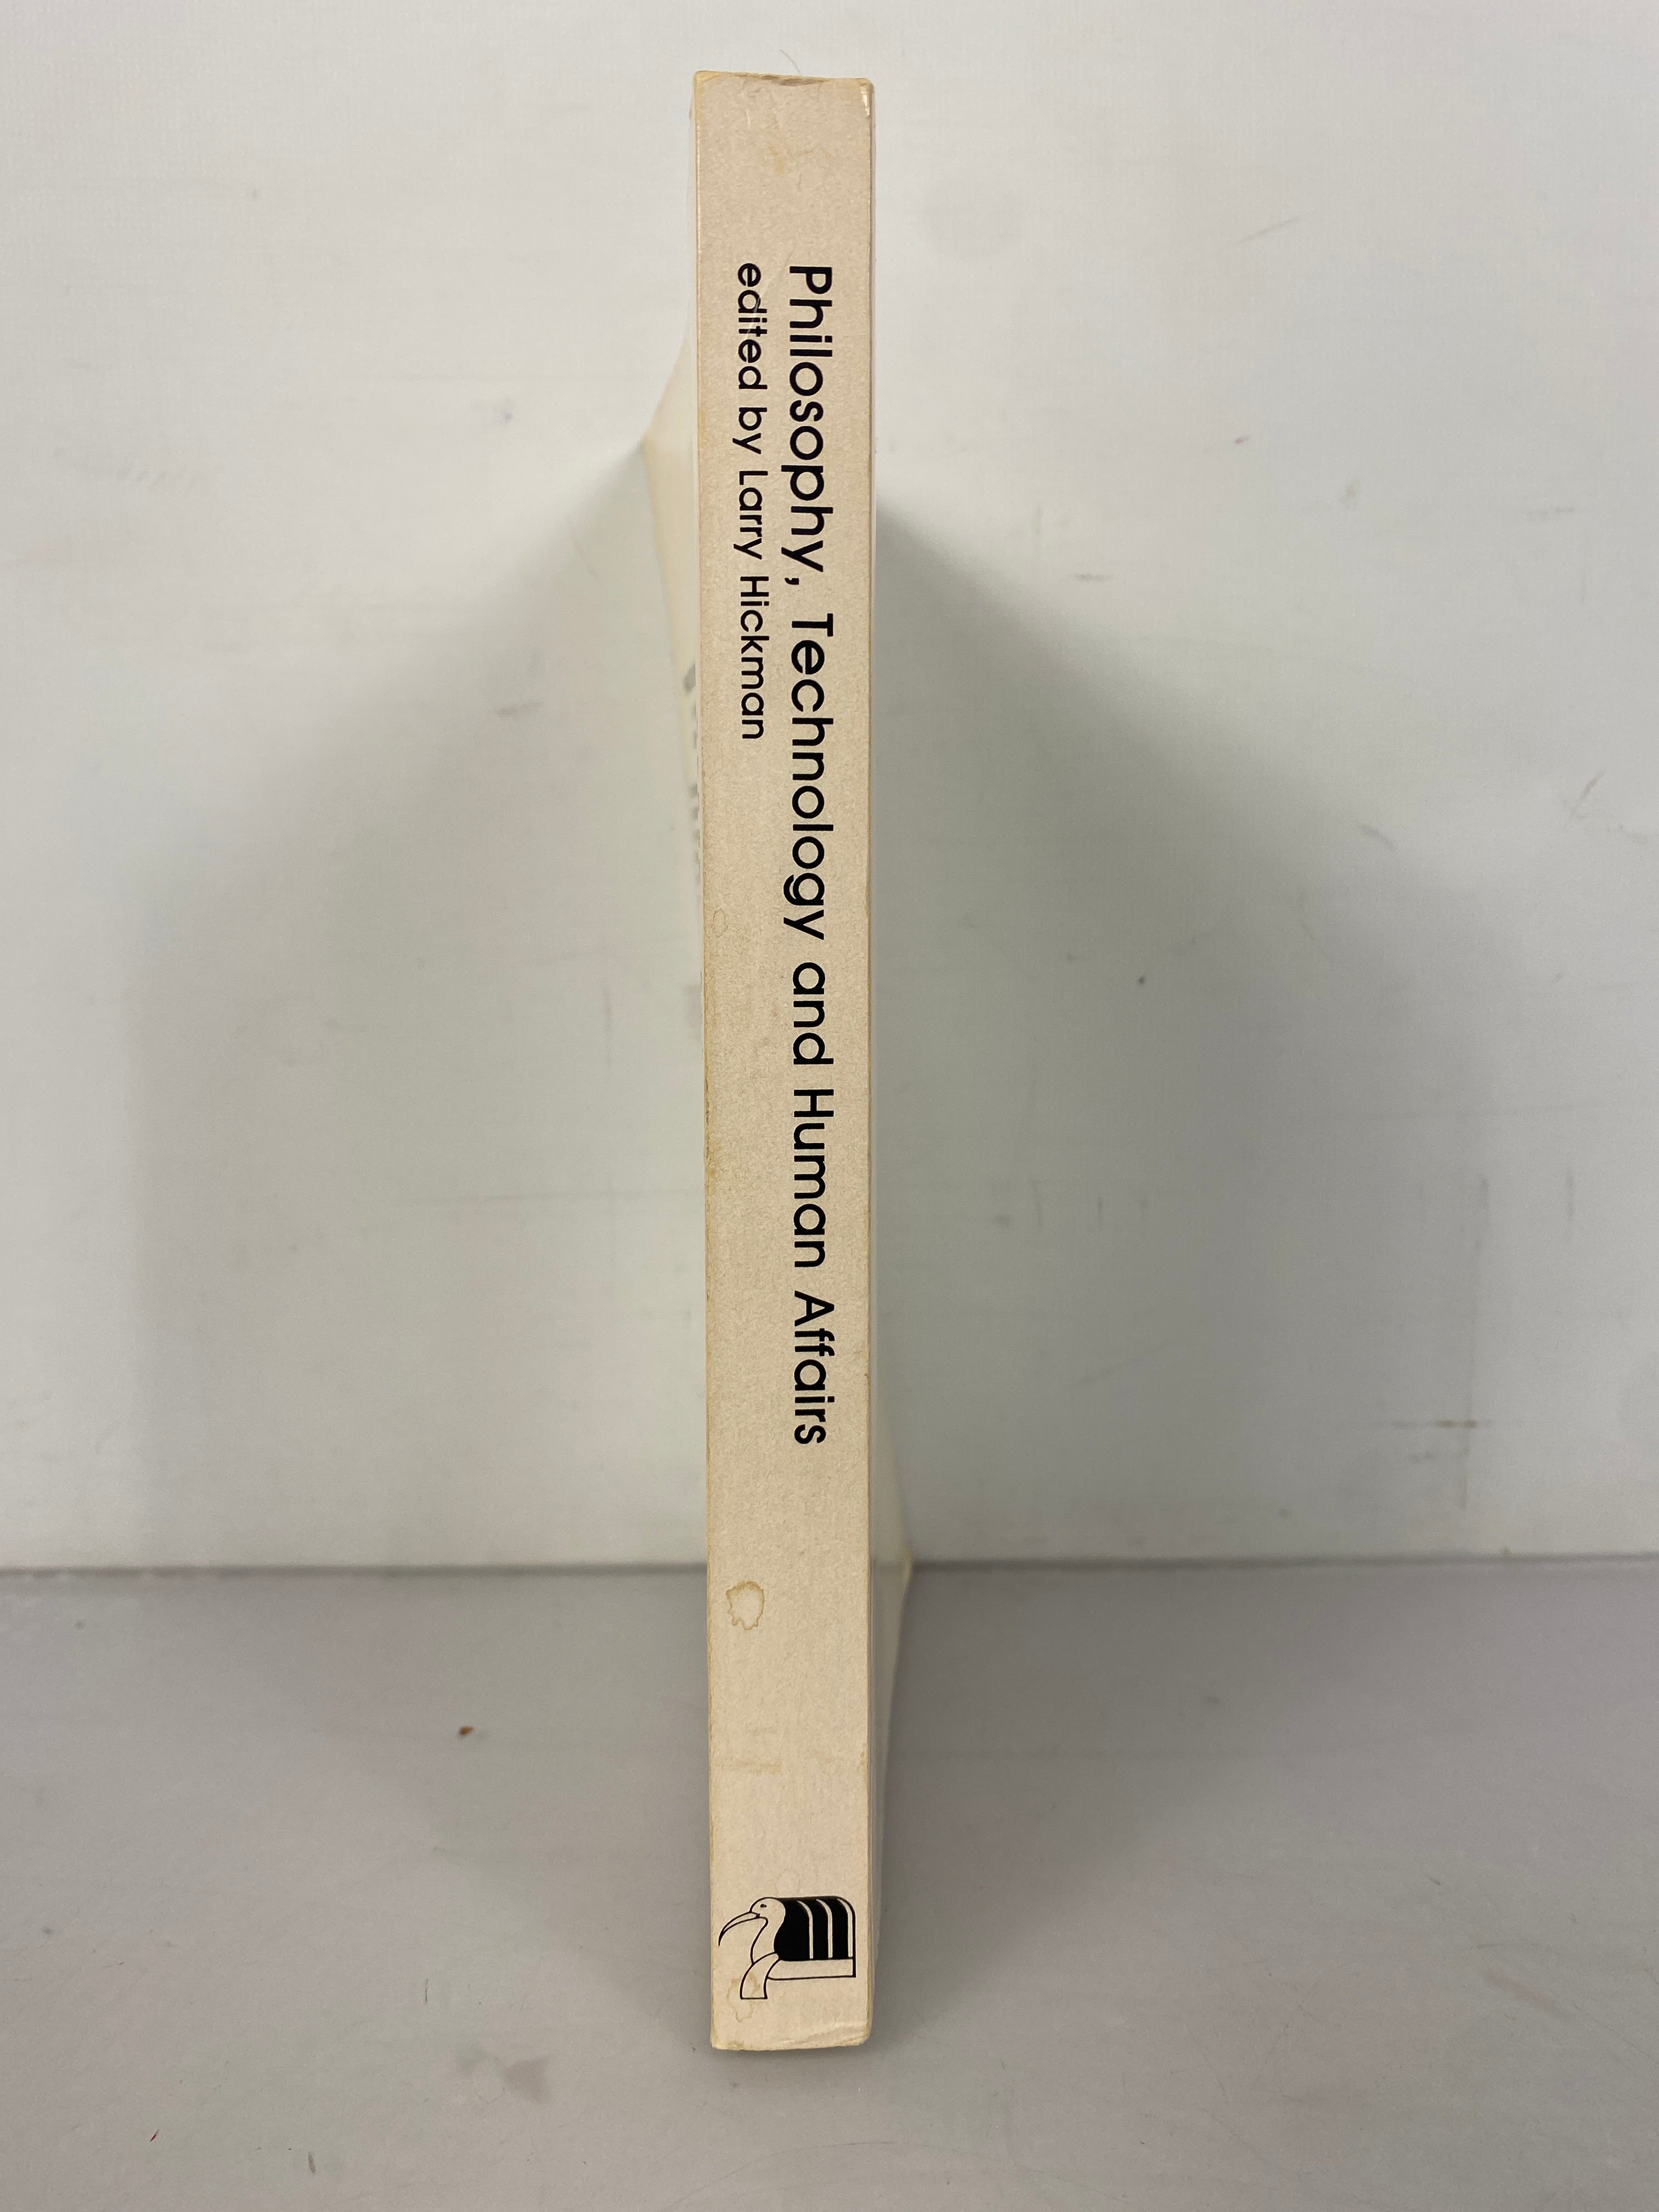 Philosophy, Technology and Human Affairs
edited by Larry Hickman